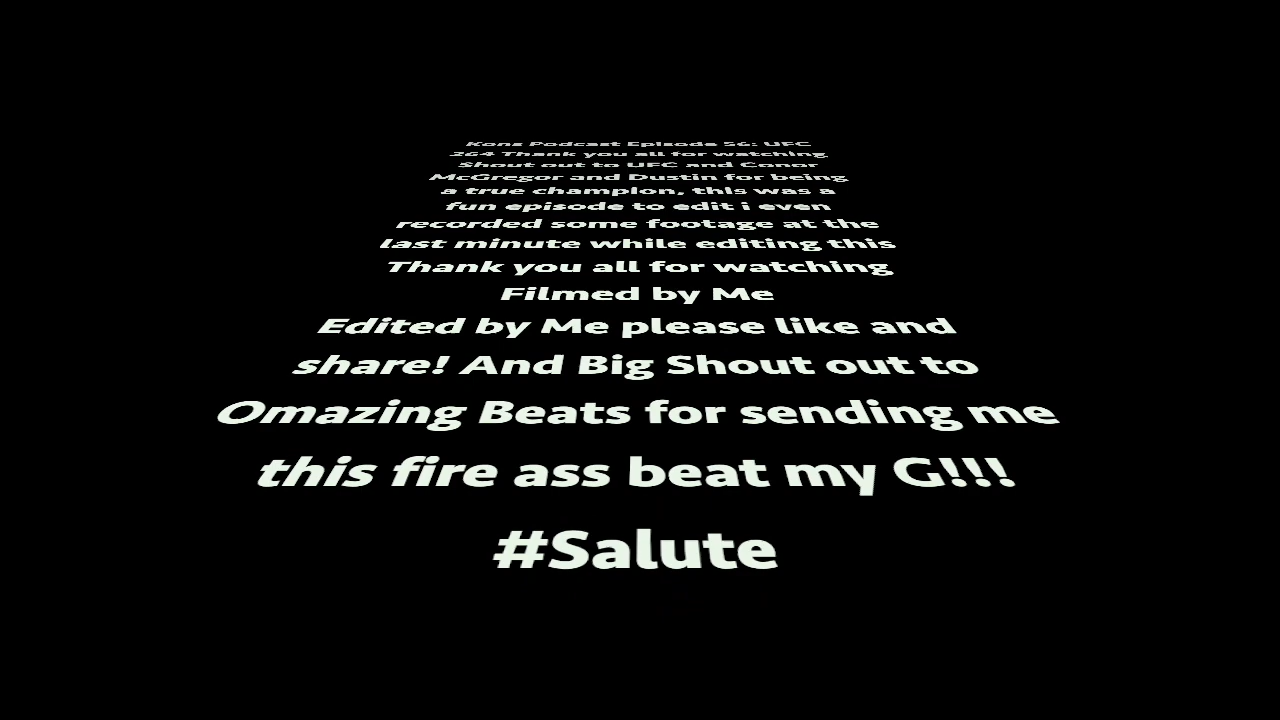 Kons Podcast Episode 56: UFC
264 Thank you all for watching
Shout out to UFC and Conor
McGregor and Dustin for being
a true champion, this was a
fun episode to edit i even
recorded some footage at the
last minute while editing this
Thank you all for watching
Filmed by Me
Edited by Me please like and
share! And Big Shout out to
Omazing Beats for sending me
this fire ass beat my G!!!
#Salute